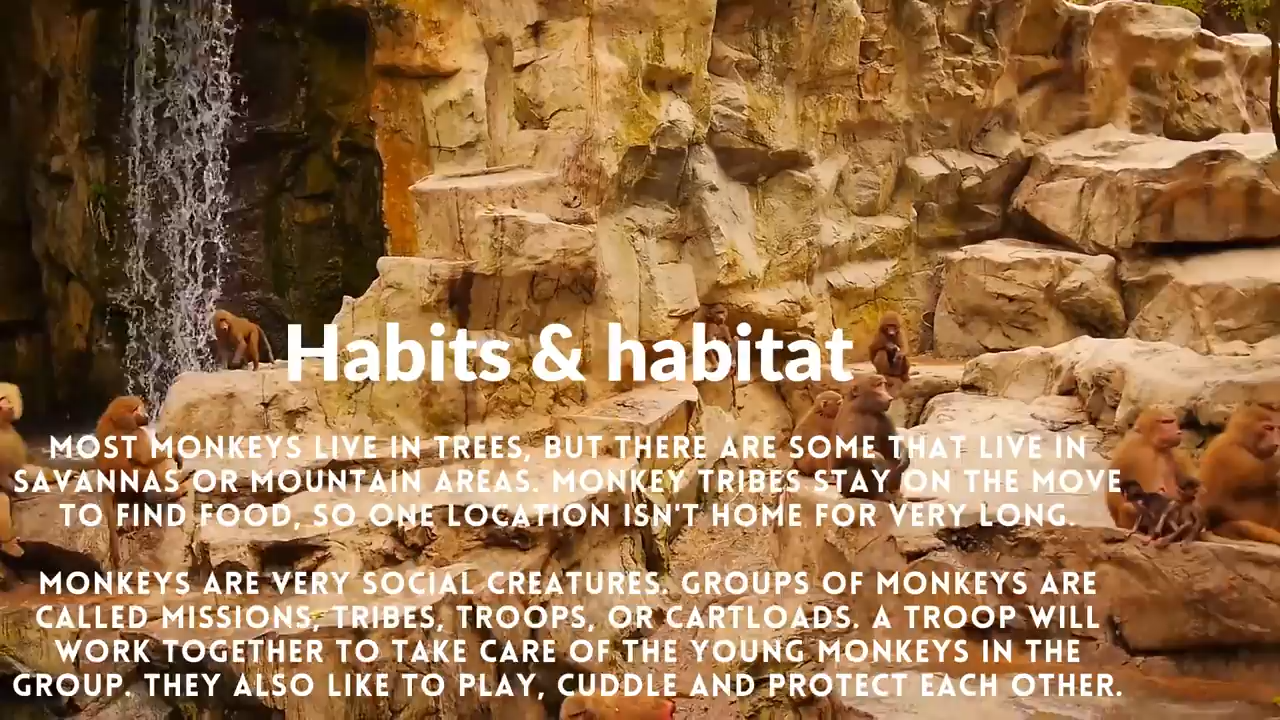 Habits & habitat
MOST MONKEYS LIVE IN TREES, BUT THERE ARE SOME THAT LIVE IN
SAVANNAS OR MOUNTAIN AREAS. MONKEY TRIBES STAY ON THE MOVE
TO FIND FOOD, SO ONE LOCATION ISN'T HOME FOR VERY LONG.
MONKEYS ARE VERY SOCIAL CREATURES. GROUPS OF MONKEYS ARE
CALLED MISSIONS, TRIBES, TROOPS, OR CARTLOADS. A TROOP WILL
WORK TOGETHER TO TAKE CARE OF THE YOUNG MONKEYS IN THE
GROUP. THEY ALSO LIKE TO PLAY, CUDDLE AND PROTECT EACH OTHER.